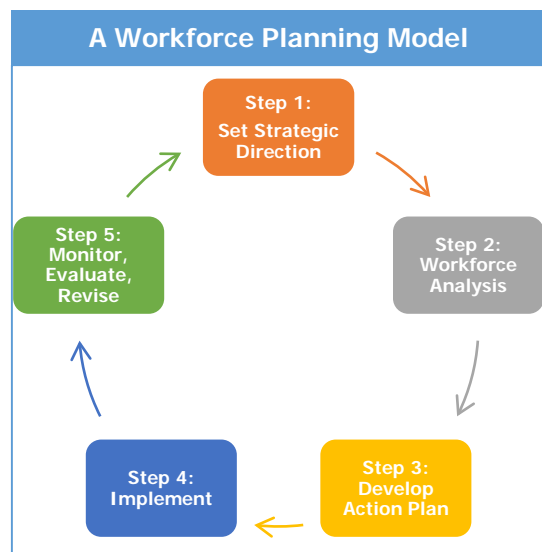 A Workforce Planning Model
Step 1:
Set Strategic
Direction
Step 2:
Workforce
Analysis
Step 3:
Develop
Action Plan
Step 4:
Implement
Step 5:
Monitor,
Evaluate,
Revise